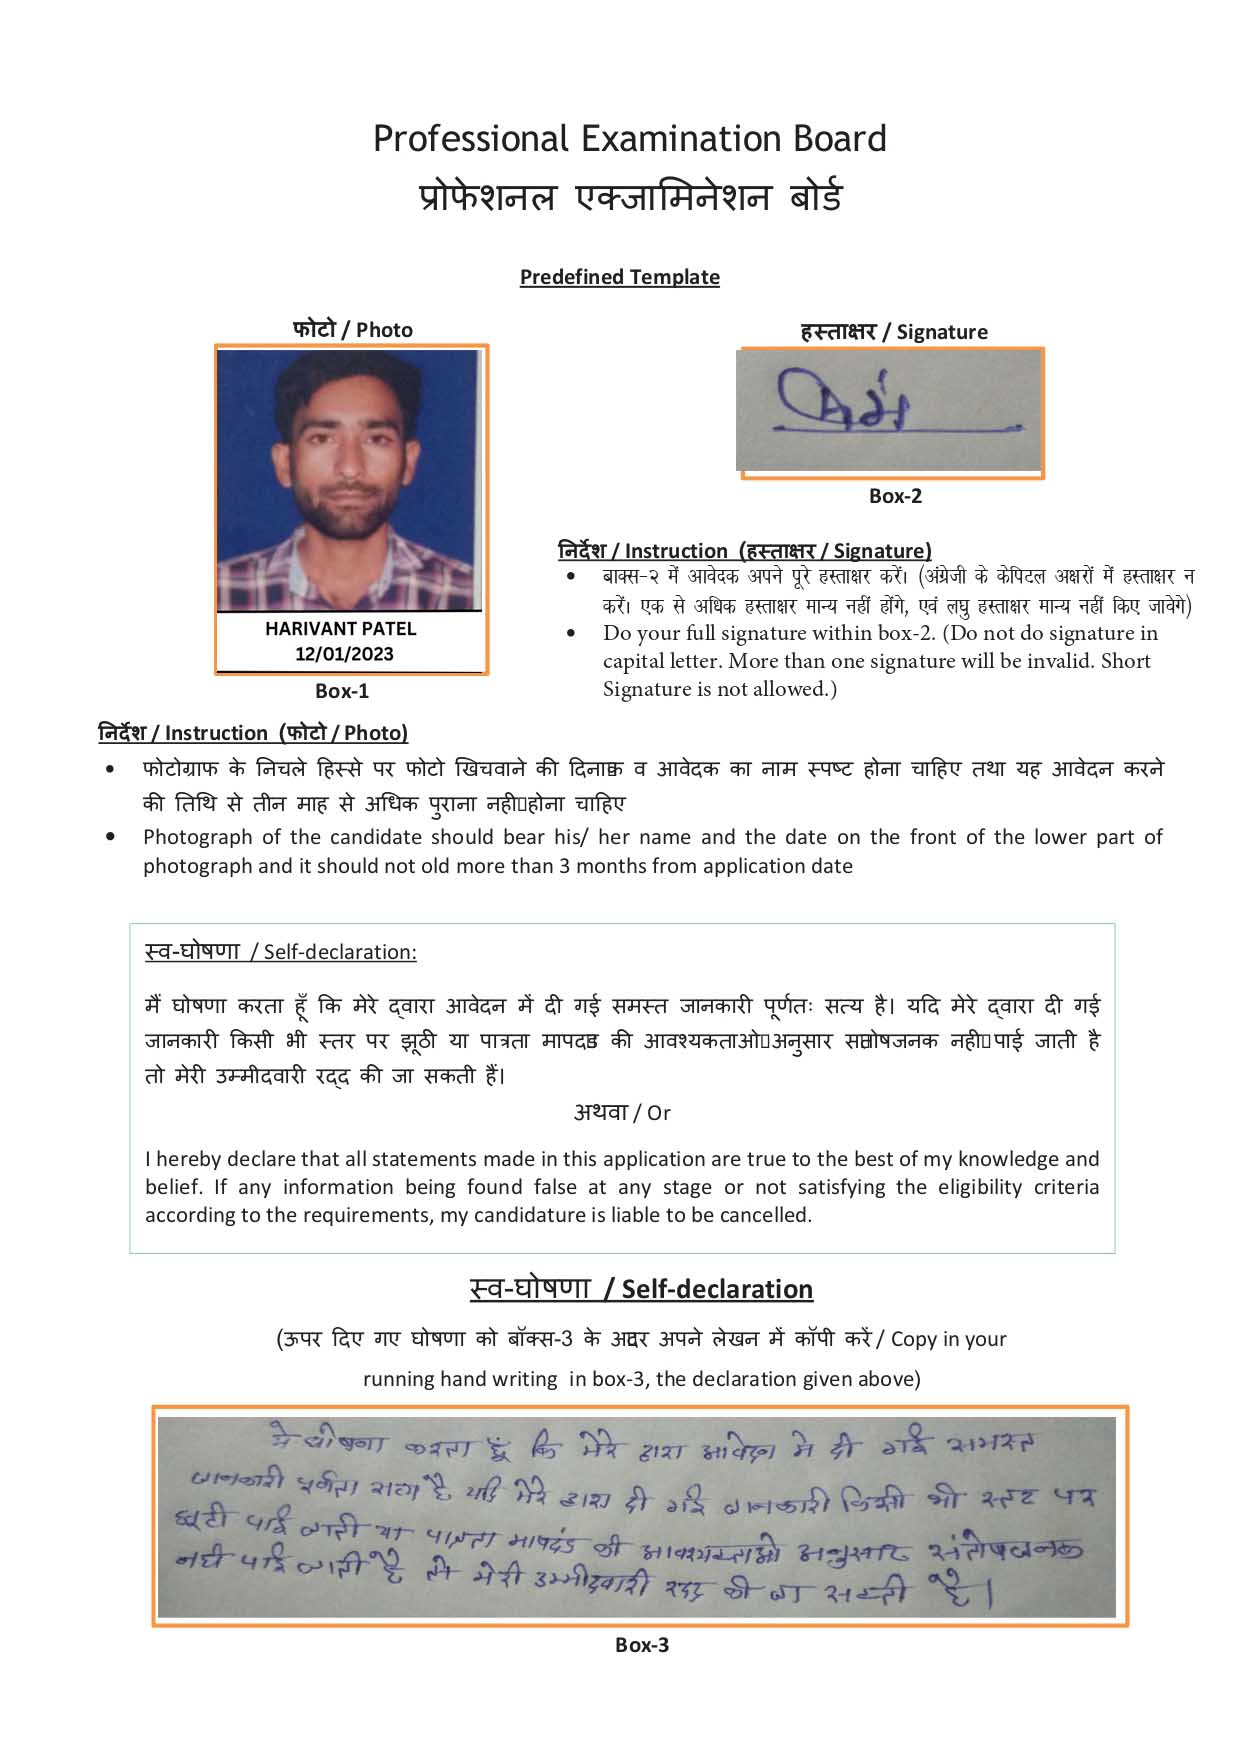 Professional Examination Board
प्रोफेशनल एक्जामिनेशन बोर्ड
Predefined Template
फोटो / Photo
हस्ताक्षर / Signature
HARIVANT PATEL
12/01/2023
Box-1
Box-2
निर्देश / Instruction (हस्ताक्षर / Signature)
• बाक्स-२ में आवेदक अपने पूरे हस्ताक्षर करें। (अंग्रेजी के केपिटल अक्षरों में हस्ताक्षर न
करें। एक से अधिक हस्ताक्षर मान्य नहीं होंगे, एवं लघु हस्ताक्षर मान्य नहीं किए जावेगे)
• Do your full signature within box-2. (Do not do signature in
capital letter. More than one signature will be invalid. Short
Signature is not allowed.)
निर्देश / Instruction (फोटो / Photo)
• फोटोग्राफ के निचले हिस्से पर फोटो खिचवाने की दिनाक व आवेदक का नाम स्पष्ट होना चाहिए तथा यह आवेदन करने
की तिथि से तीन माह से अधिक पुराना नही होना चाहिए
• Photograph of the candidate should bear his/ her name and the date on the front of the lower part of
photograph and it should not old more than 3 months from application date
स्व-घोषणा / Self-declaration:
मैं घोषणा करता हूँ कि मेरे द्वारा आवेदन में दी गई समस्त जानकारी पूर्णतः सत्य है। यदि मेरे द्वारा दी गई
जानकारी किसी भी स्तर पर झूठी या पात्रता मापदड की आवश्यकताओ अनुसार सतोषजनक नही पाई जाती है
तो मेरी उम्मीदवारी रद्द की जा सकती हैं।
अथवा / Or
I hereby declare that all statements made in this application are true to the best of my knowledge and
belief. If any information being found false at any stage or not satisfying the eligibility criteria
according to the requirements, my candidature is liable to be cancelled.
स्व-घोषणा / Self-declaration
(ऊपर दिए गए घोषणा को बॉक्स-3 के अदर अपने लेखन में कॉपी करें / Copy in your
running hand writing in box-3, the declaration given above)
मे घोषणा करता हूँ कि मेरे द्वारा आवेदन मे दी गई समस्त
जानकारी पूर्णता सत्य है यदि मेरे द्वारा दी गई जानकारी किसी भी स्तर पर
झूटी पाई जाती या पात्रता मापदंड की आवश्यकताओ अनुसार संतोषजनक
नही पाई जाती है तो मेरी उम्मीदवारी रद्द की जा सकती है।
Box-3